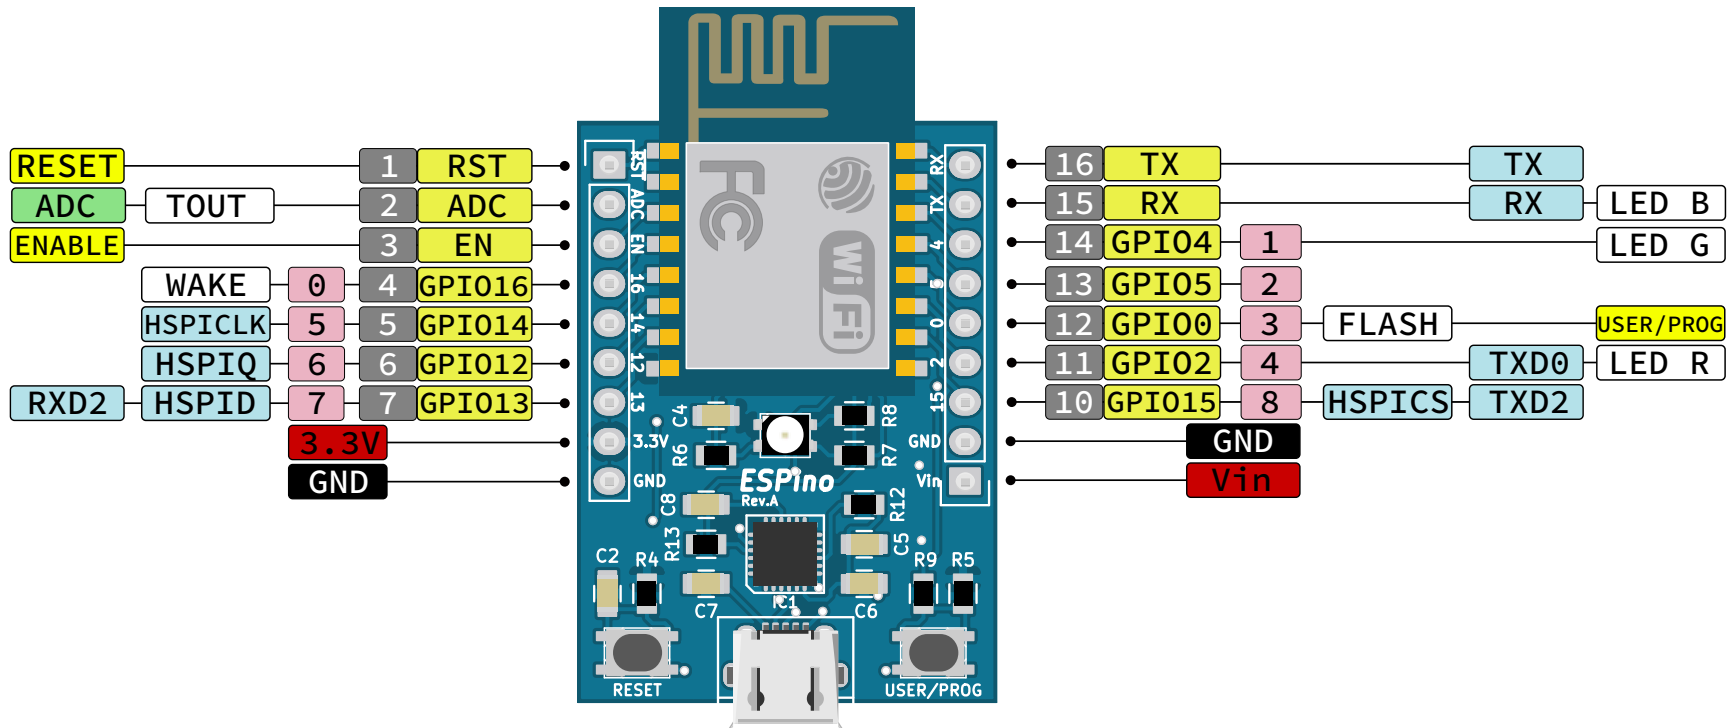 RESET 1 RST
ADC TOUT 2 ADC
ENABLE 3 EN
WAKE 0 4 GPIO16
HSPICLK 5 5 GPIO14
HSPIQ 6 6 GPIO12
RXD2 HSPID 7 7 GPIO13
3.3V
GND
RST
ADC
EN
16
14
12
13
3.3V
GND
FCC
WiFi
RX
TX
4
5
0
2
15
GND
Vin
C4
R6
R8
R7
ESPino
Rev.A
C8
R13
R12
C5
C2
R4
C7
IC1
C6
R9
R5
RESET
USER/PROG
16 TX TX
15 RX RX LED B
14 GPIO4 1 LED G
13 GPIO5 2
12 GPIO0 3 FLASH USER/PROG
11 GPIO2 4 TXD0 LED R
10 GPIO15 8 HSPICS TXD2
GND
Vin